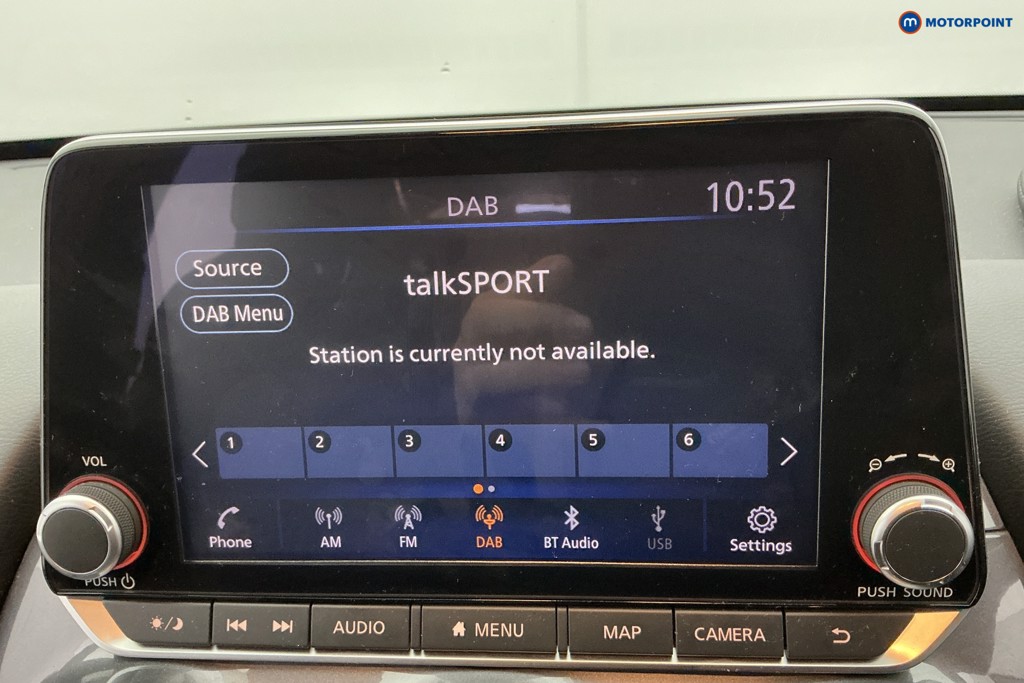 m MOTORPOINT
DAB
10:52
Source
talkSPORT
DAB Menu
Station is currently not available.
1 2 3 4 5 6
VOL
Phone AM FM DAB BT Audio USB Settings
PUSH
PUSH SOUND
AUDIO MENU MAP CAMERA